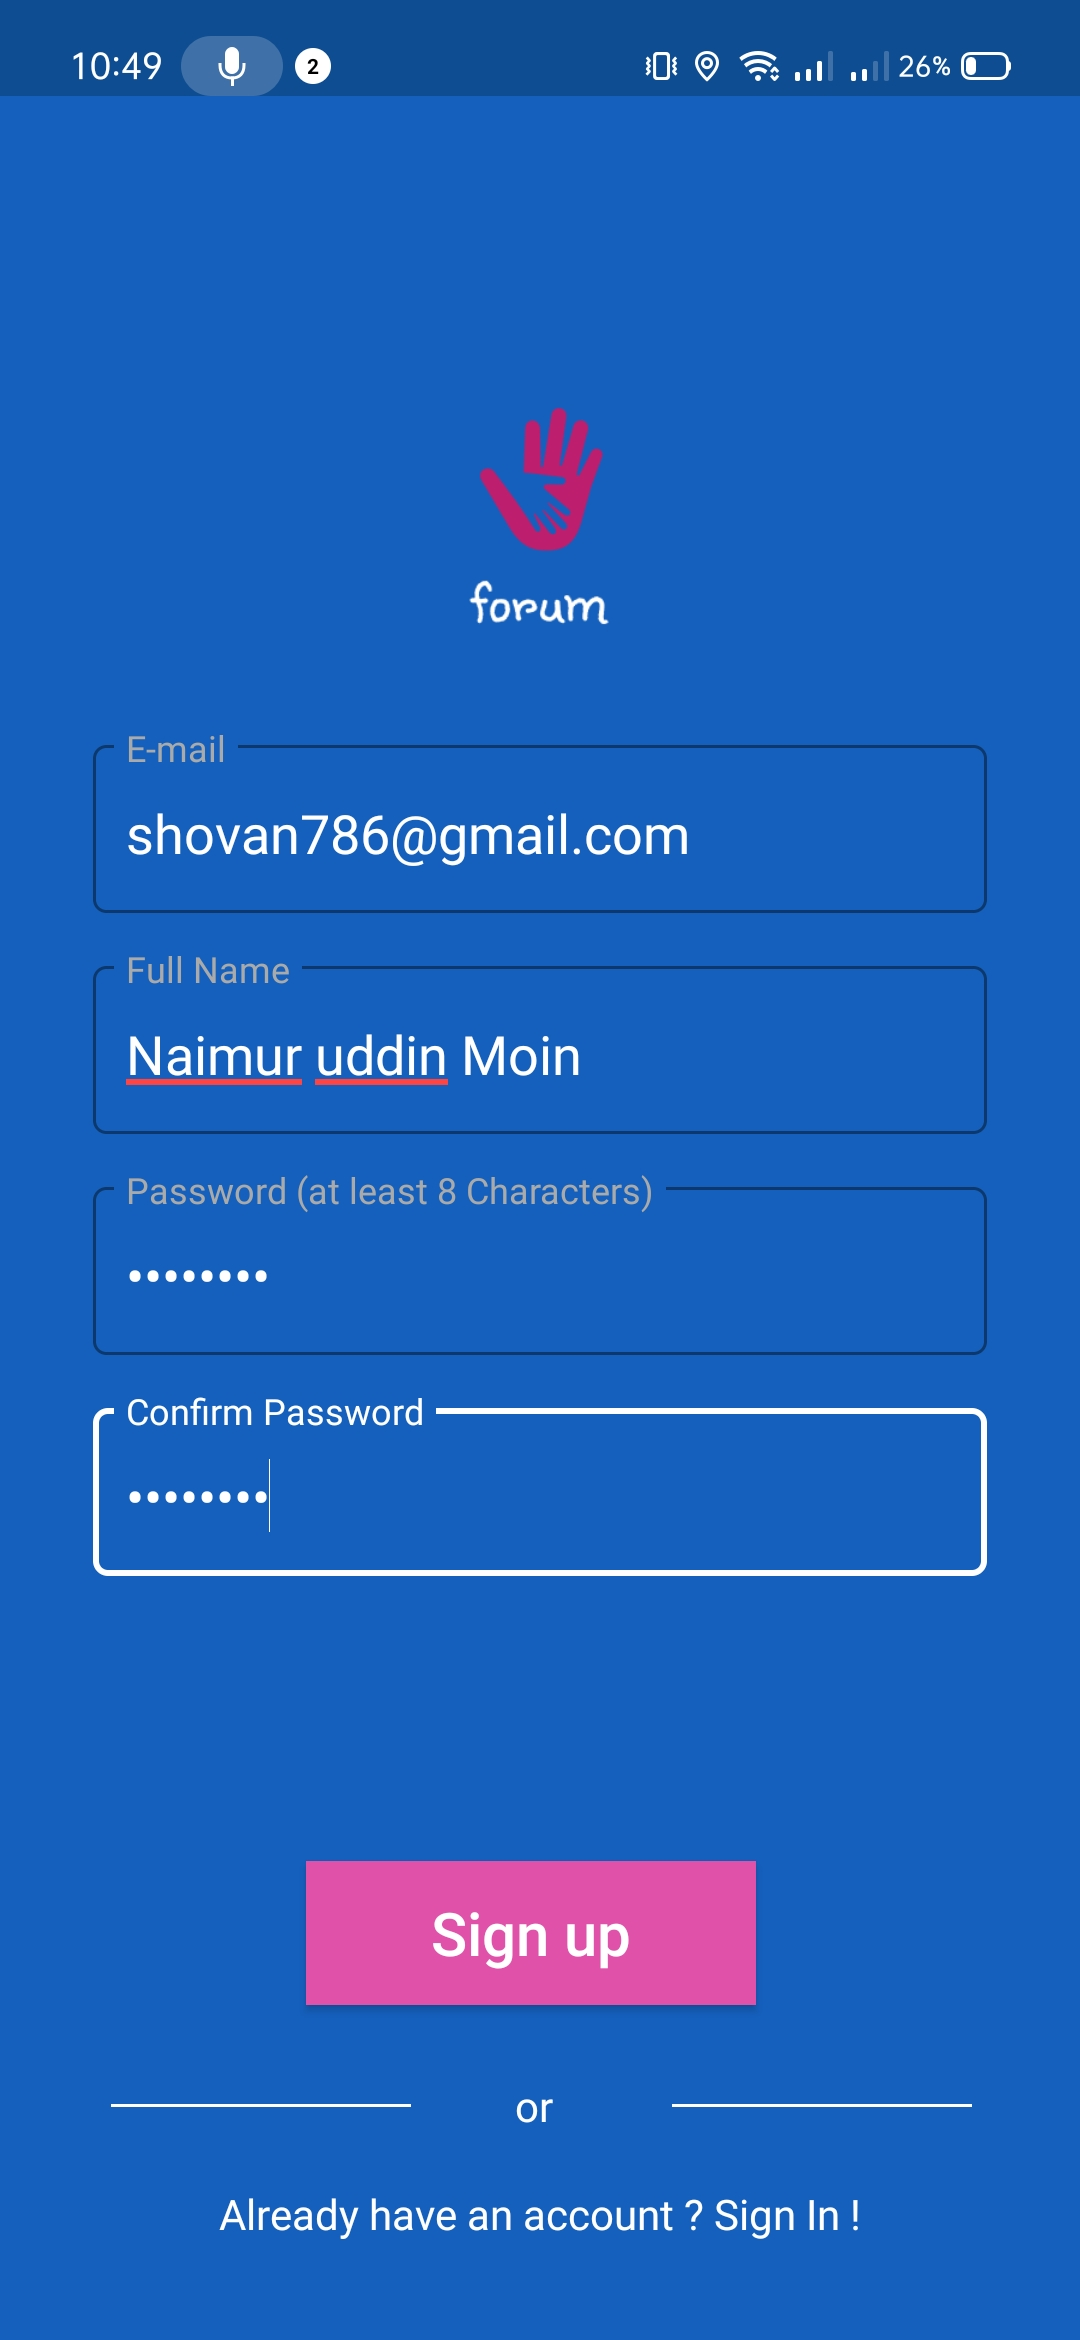 10:49 2 26%
forum
E-mail
shovan786@gmail.com
Full Name
Naimur uddin Moin
Password (at least 8 Characters)
••••••••
Confirm Password
••••••••
Sign up
or
Already have an account ? Sign In !